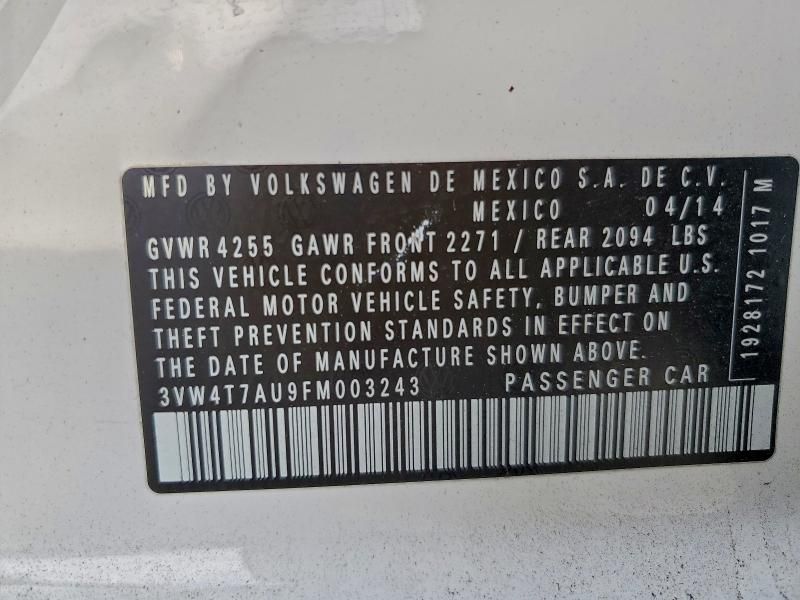 MFD BY VOLKSWAGEN DE MEXICO S.A. DE C.V.
MEXICO 04/14
GVWR 4255 GAWR FRONT 2271 / REAR 2094 LBS
THIS VEHICLE CONFORMS TO ALL APPLICABLE U.S.
FEDERAL MOTOR VEHICLE SAFETY, BUMPER AND
THEFT PREVENTION STANDARDS IN EFFECT ON
THE DATE OF MANUFACTURE SHOWN ABOVE.
3VW4T7AU9FM003243 PASSENGER CAR
1928172 1017 M